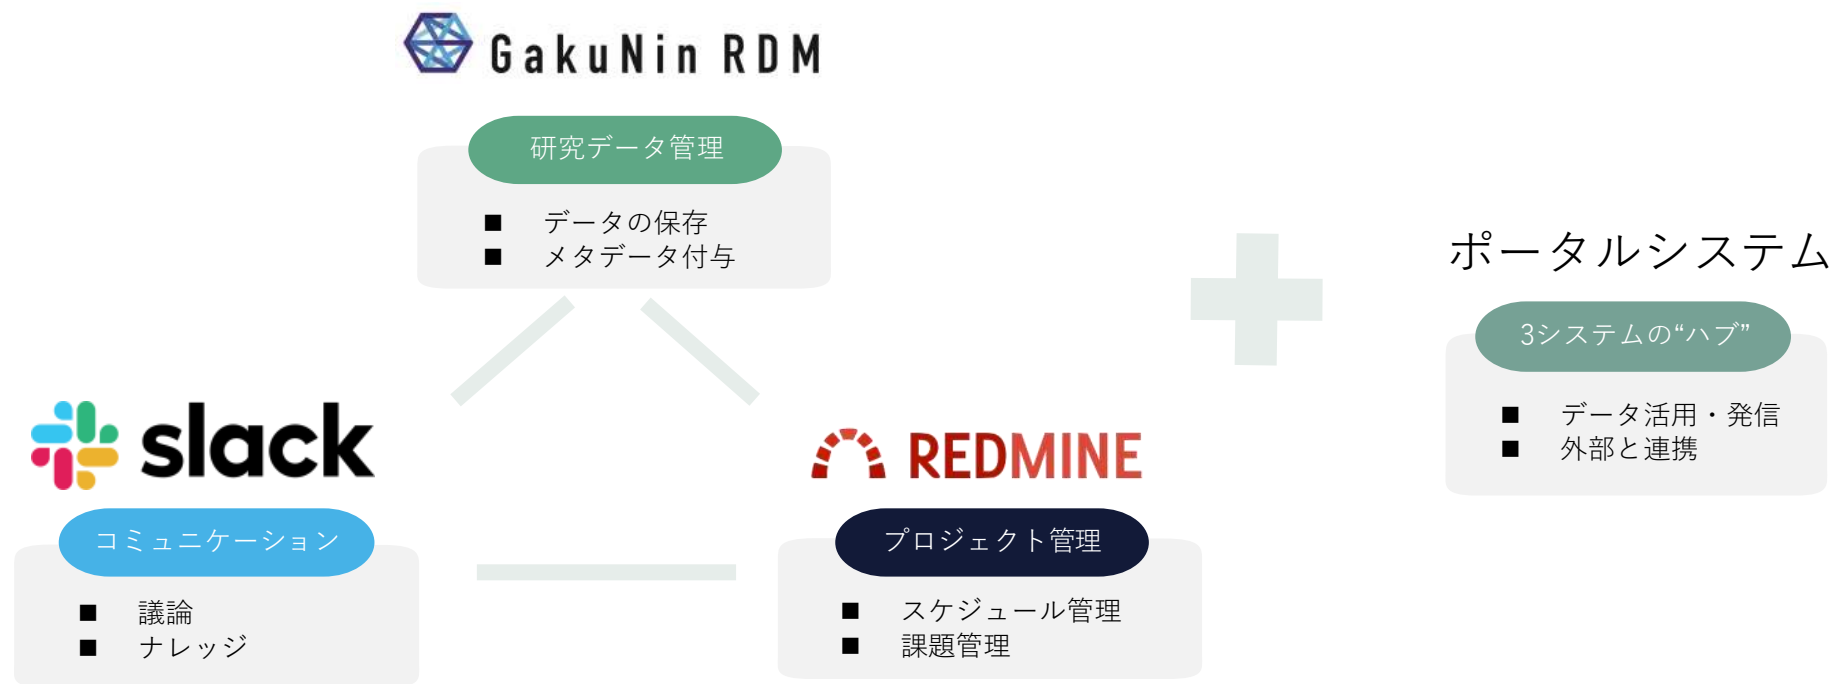 GakuNin RDM
研究データ管理
■ データの保存
■ メタデータ付与
slack
コミュニケーション
■ 議論
■ ナレッジ
REDMINE
プロジェクト管理
■ スケジュール管理
■ 課題管理
ポータルシステム
3システムの“ハブ”
■ データ活用・発信
■ 外部と連携